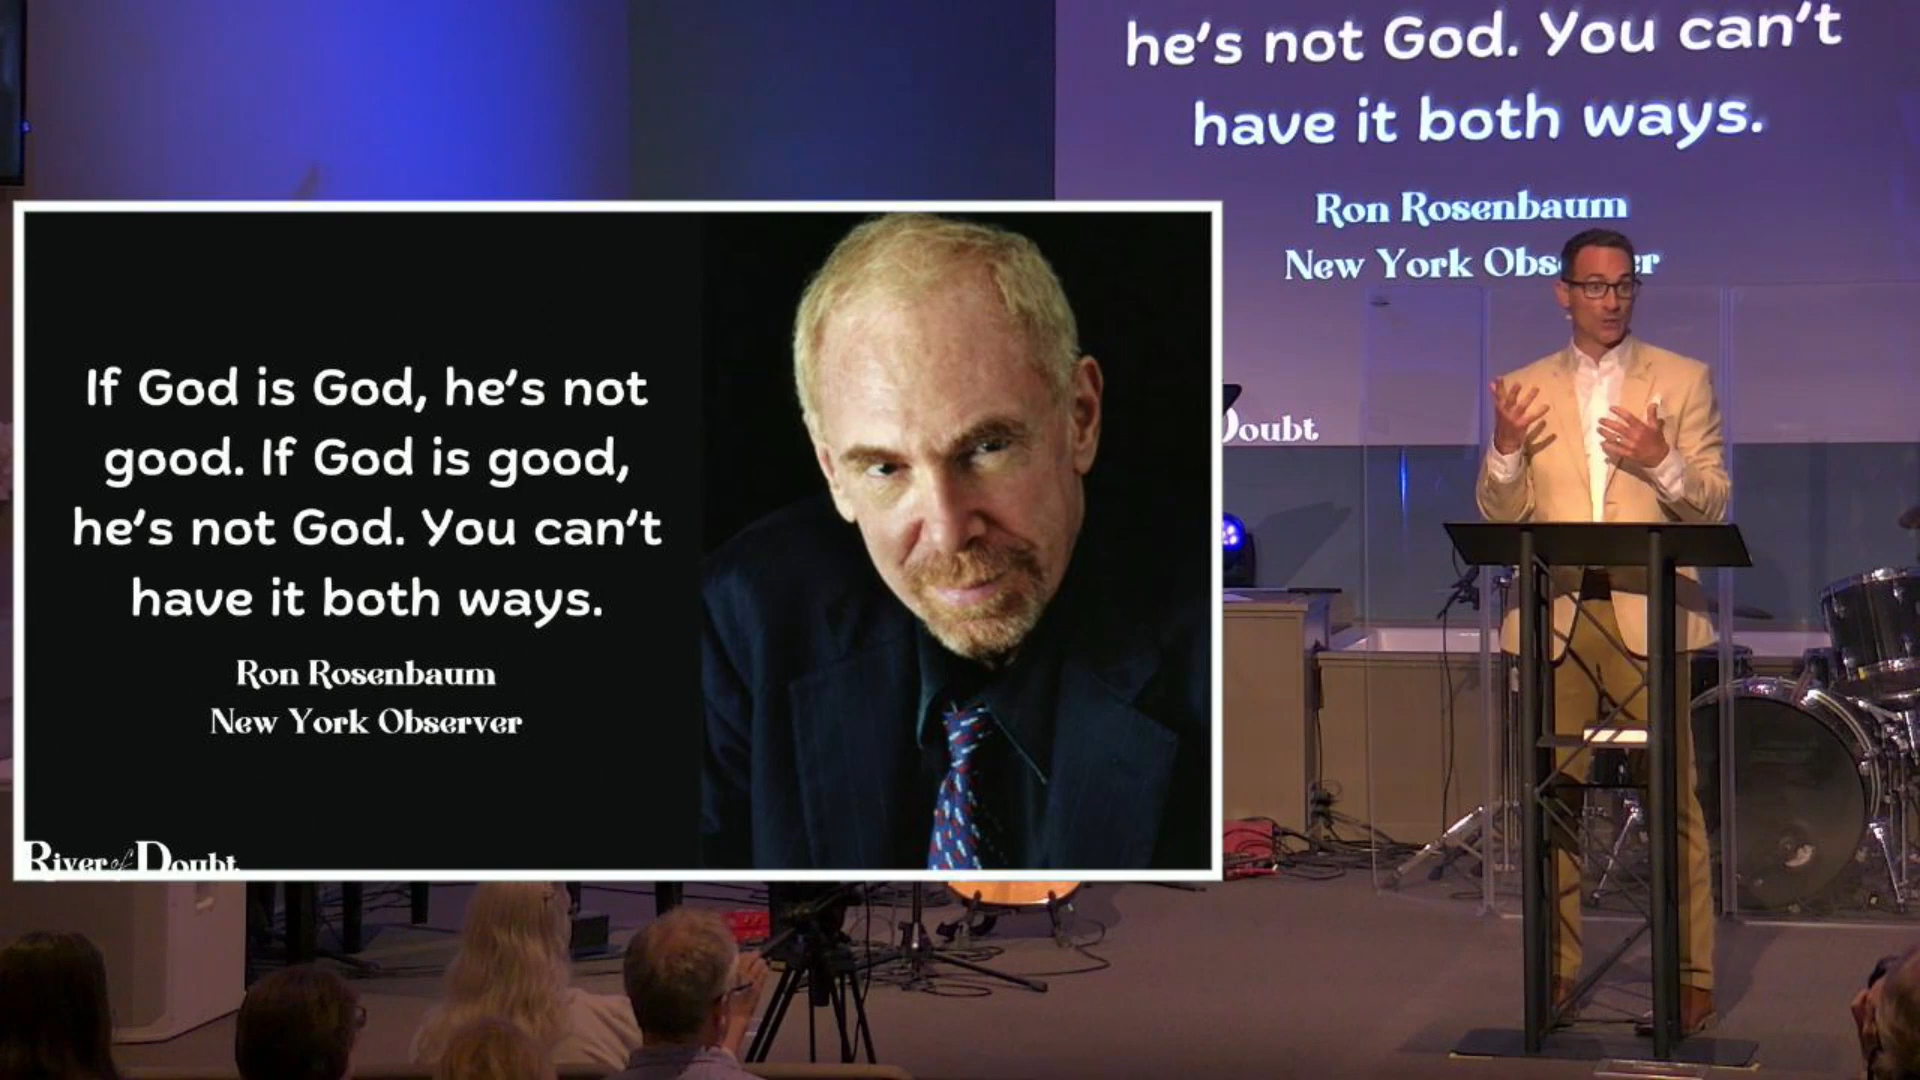 he's not God. You can't
have it both ways.
Ron Rosenbaum
New York Observer
Doubt
If God is God, he's not
good. If God is good,
he's not God. You can't
have it both ways.
Ron Rosenbaum
New York Observer
River of Doubt